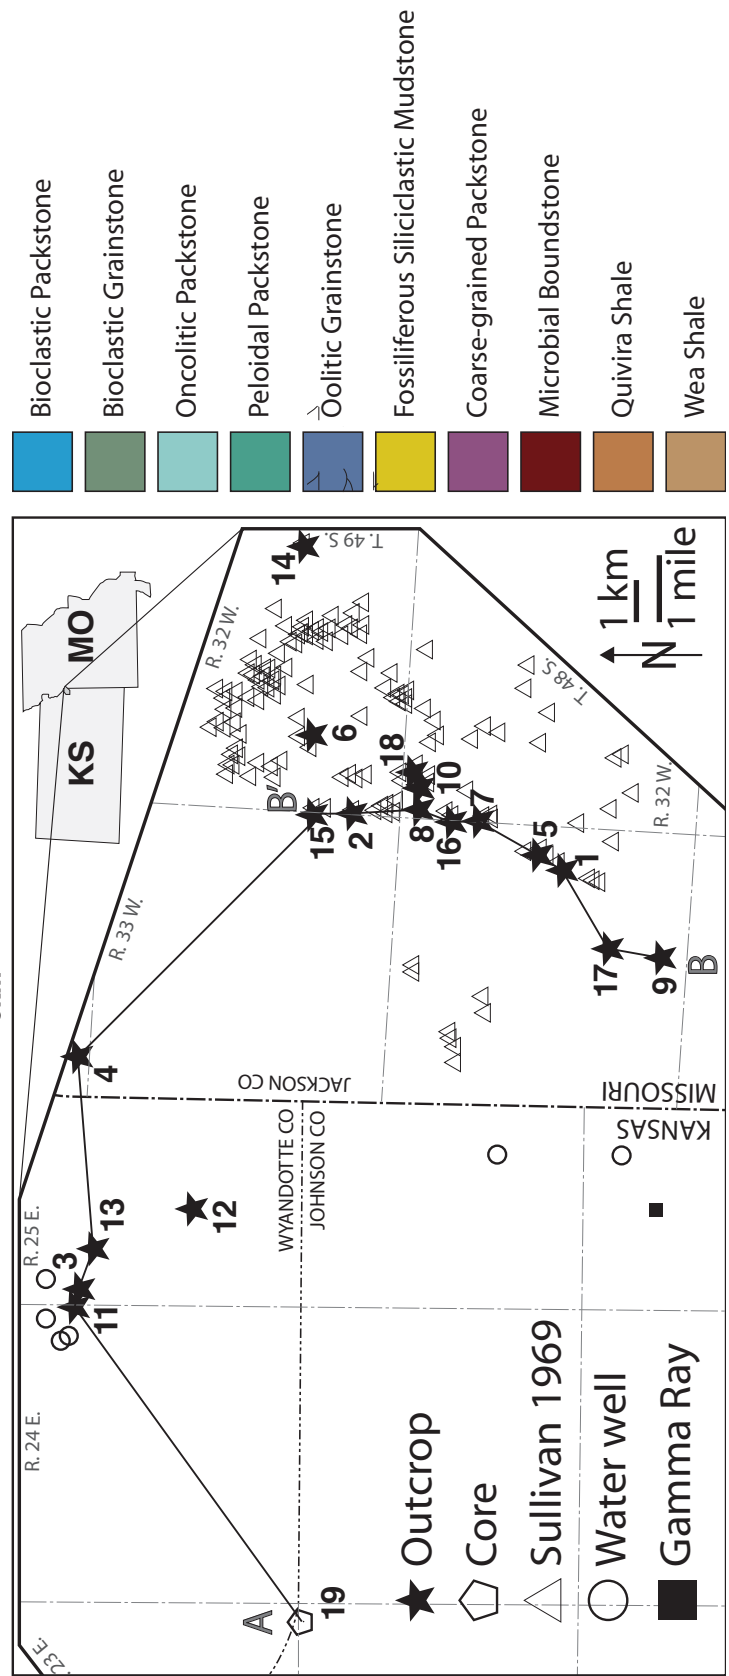 Bioclastic Packstone
Bioclastic Grainstone
Oncolitic Packstone
Peloidal Packstone
Oolitic Grainstone
Fossiliferous Siliciclastic Mudstone
Coarse-grained Packstone
Microbial Boundstone
Quivira Shale
Wea Shale
KS
MO
R. 24 E.
R. 25 E.
R. 33 W.
R. 32 W.
T. 49 S.
T. 48 S.
R. 32 W.
23 E.
11
3
13
4
12
14
6
15
B'
2
18
10
8
16
7
5
1
17
9
B
A
19
WYANDOTTE CO
JOHNSON CO
JACKSON CO
KANSAS
MISSOURI
N
1 km
1 mile
Outcrop
Core
Sullivan 1969
Water well
Gamma Ray